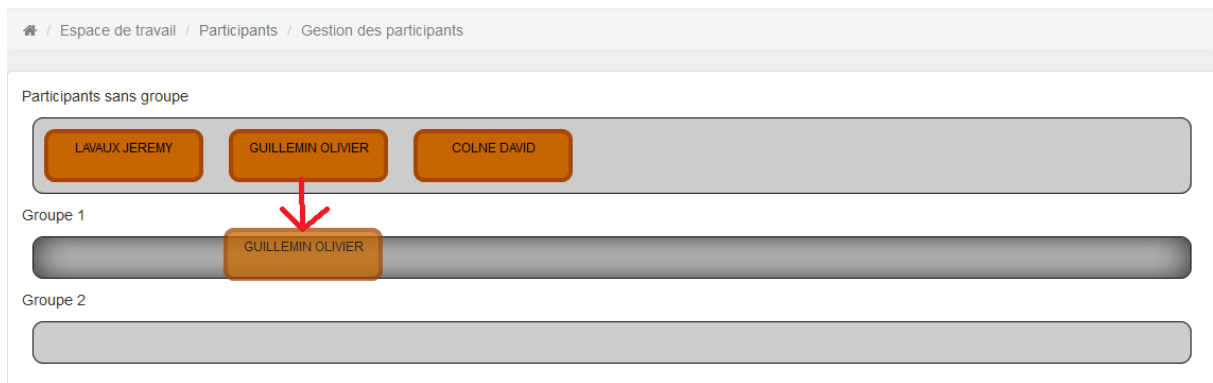 / Espace de travail / Participants / Gestion des participants
Participants sans groupe
LAVAUX JEREMY GUILLEMIN OLIVIER COLNE DAVID
Groupe 1
GUILLEMIN OLIVIER
Groupe 2